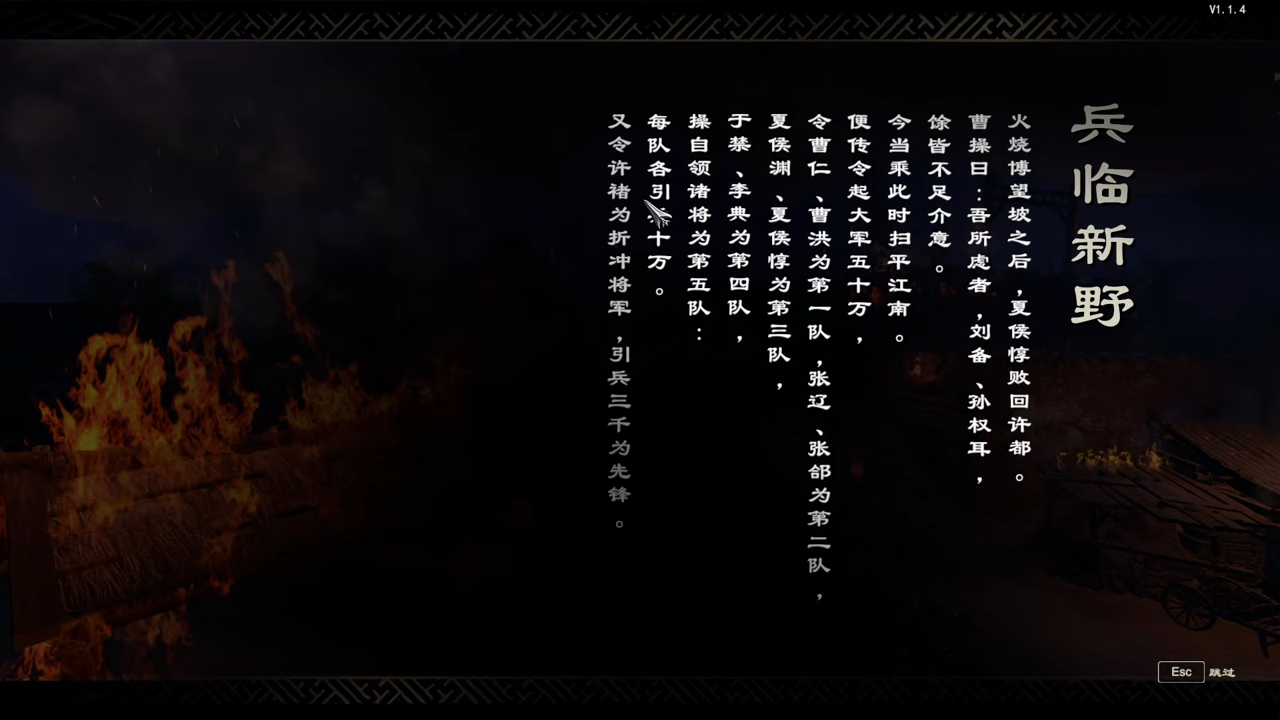 V1.1.4
兵临新野
火烧博望坡之后，夏侯惇败回许都。
曹操曰：吾所虑者，刘备、孙权耳，
馀皆不足介意。
今当乘此时扫平江南。
便传令起大军五十万，
令曹仁、曹洪为第一队，张辽、张郃为第二队，
夏侯渊、夏侯惇为第三队，
于禁、李典为第四队，
操自领诸将为第五队：
每队各引十万。
又令许褚为折冲将军，引兵三千为先锋。
Esc 跳过